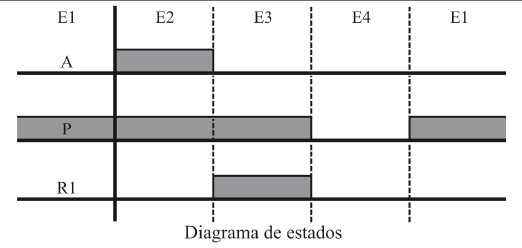 E1 E2 E3 E4 E1
A
P
R1
Diagrama de estados